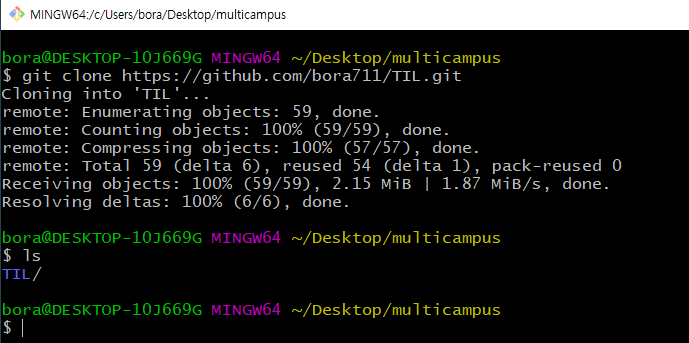 MINGW64:/c/Users/bora/Desktop/multicampus
bora@DESKTOP-1OJ669G MINGW64 ~/Desktop/multicampus
$ git clone https://github.com/bora711/TIL.git
Cloning into 'TIL'...
remote: Enumerating objects: 59, done.
remote: Counting objects: 100% (59/59), done.
remote: Compressing objects: 100% (57/57), done.
remote: Total 59 (delta 6), reused 54 (delta 1), pack-reused 0
Receiving objects: 100% (59/59), 2.15 MiB | 1.87 MiB/s, done.
Resolving deltas: 100% (6/6), done.
bora@DESKTOP-1OJ669G MINGW64 ~/Desktop/multicampus
$ ls
TIL/
bora@DESKTOP-1OJ669G MINGW64 ~/Desktop/multicampus
$